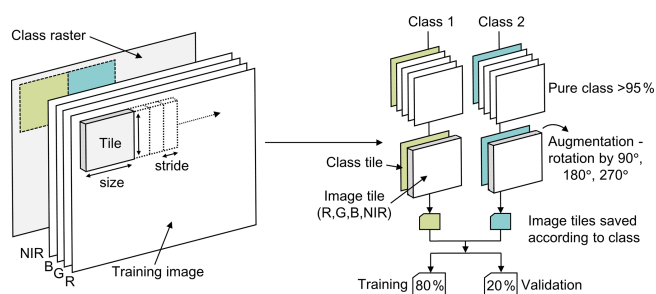 Class raster
Tile
size
stride
NIR
B
G
R
Training image
Class 1
Class 2
Pure class >95%
Class tile
Image tile
(R,G,B,NIR)
Augmentation -
rotation by 90°,
180°, 270°
Image tiles saved
according to class
Training 80% 20% Validation